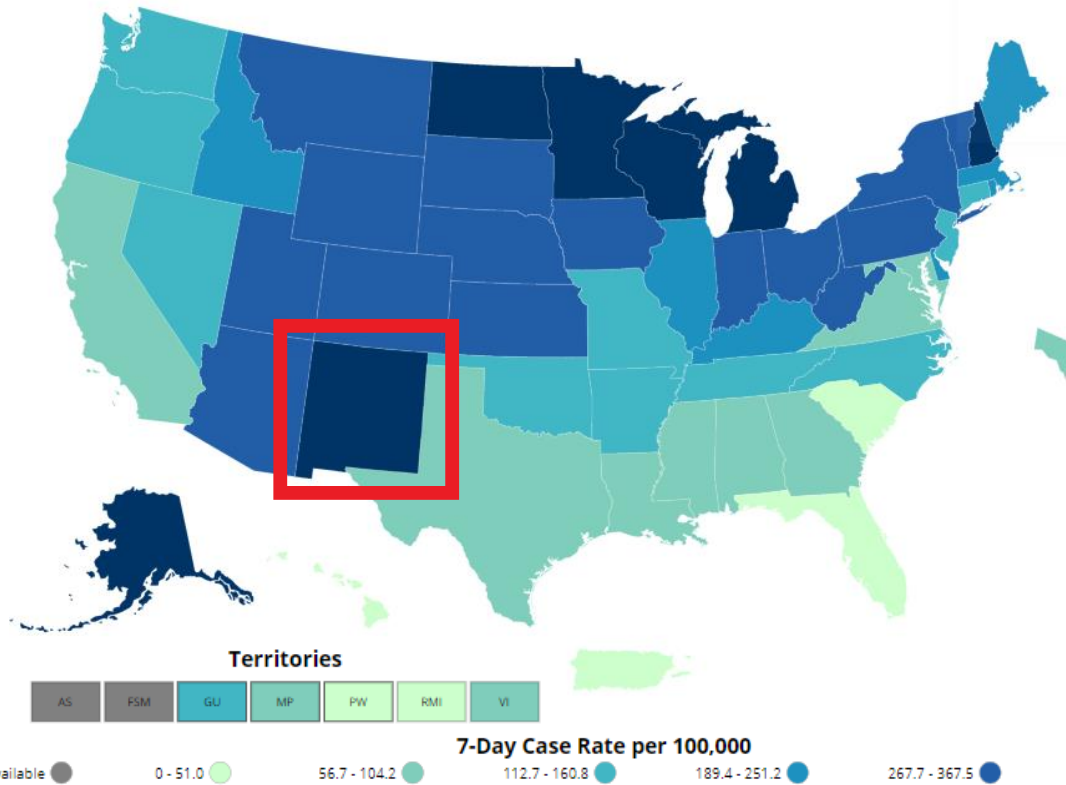 Territories
AS FSM GU MP PW RMI VI
7-Day Case Rate per 100,000
0 - 51.0 56.7 - 104.2 112.7 - 160.8 189.4 - 251.2 267.7 - 367.5